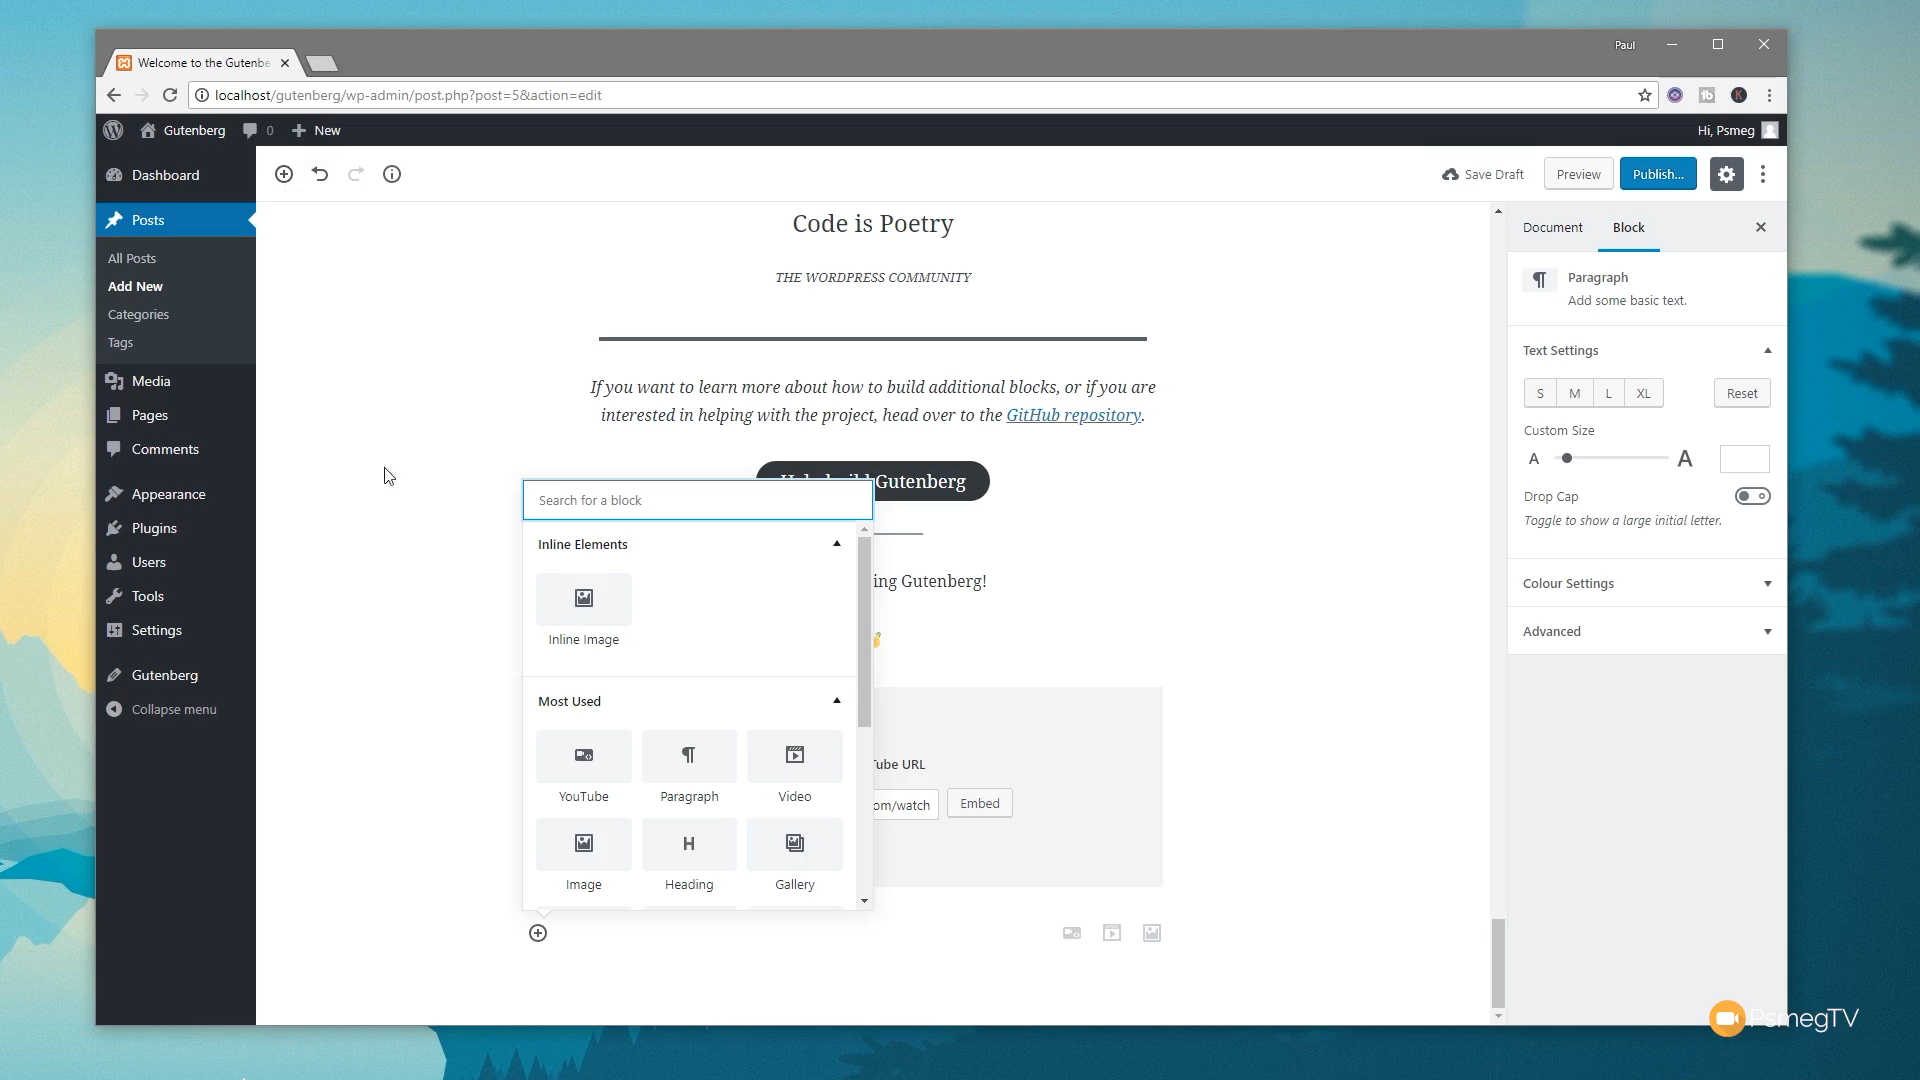 Paul
Welcome to the Gutenbe
localhost/gutenberg/wp-admin/post.php?post=5&action=edit
Gutenberg
0
New
Hi, Psmeg
Dashboard
Posts
All Posts
Add New
Categories
Tags
Media
Pages
Comments
Appearance
Plugins
Users
Tools
Settings
Gutenberg
Collapse menu
Save Draft
Preview
Publish...
Code is Poetry
THE WORDPRESS COMMUNITY
If you want to learn more about how to build additional blocks, or if you are
interested in helping with the project, head over to the GitHub repository.
Gutenberg
Search for a block
Inline Elements
Inline Image
ing Gutenberg!
Most Used
YouTube
Paragraph
Video
Image
H
Heading
Gallery
Tube URL
om/watch
Embed
Document
Block
Paragraph
Add some basic text.
Text Settings
S
M
L
XL
Reset
Custom Size
A
A
Drop Cap
Toggle to show a large initial letter.
Colour Settings
Advanced
PsmegTV